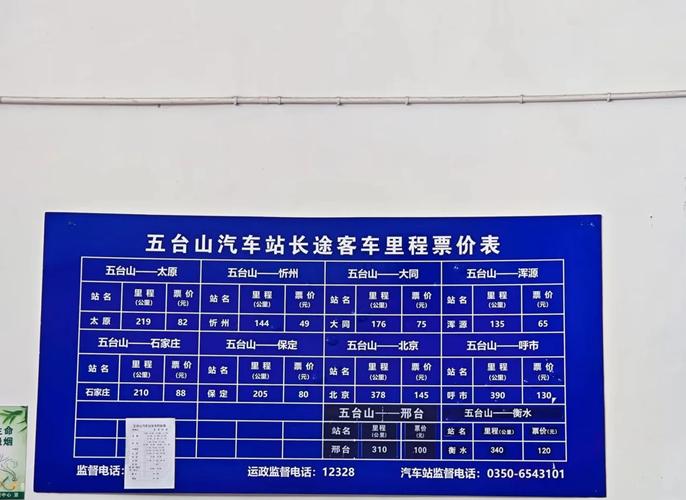 五台山汽车站长途客车里程票价表
五台山——太原 五台山——忻州 五台山——大同 五台山——浑源
站名 里程(公里) 票价(元) 站名 里程(公里) 票价(元) 站名 里程(公里) 票价(元) 站名 里程(公里) 票价(元)
太原 219 82 忻州 144 49 大同 176 75 浑源 135 65
五台山——石家庄 五台山——保定 五台山——北京 五台山——呼市
站名 里程(公里) 票价(元) 站名 里程(公里) 票价(元) 站名 里程(公里) 票价(元) 站名 里程(公里) 票价(元)
石家庄 210 88 保定 205 80 北京 378 145 呼市 390 130
五台山——邢台 五台山——衡水
站名 里程(公里) 票价(元) 站名 里程(公里) 票价(元)
邢台 310 100 衡水 340 120
监督电话: 运政监督电话:12328 汽车站监督电话:0350-6543101